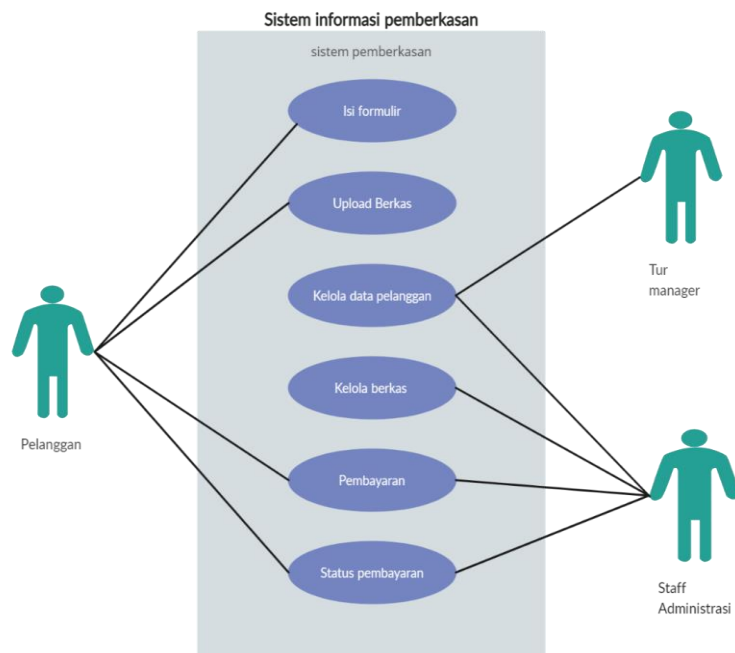 Sistem informasi pemberkasan
sistem pemberkasan
Isi formulir
Upload Berkas
Kelola data pelanggan
Kelola berkas
Pembayaran
Status pembayaran
Pelanggan
Tur
manager
Staff
Administrasi